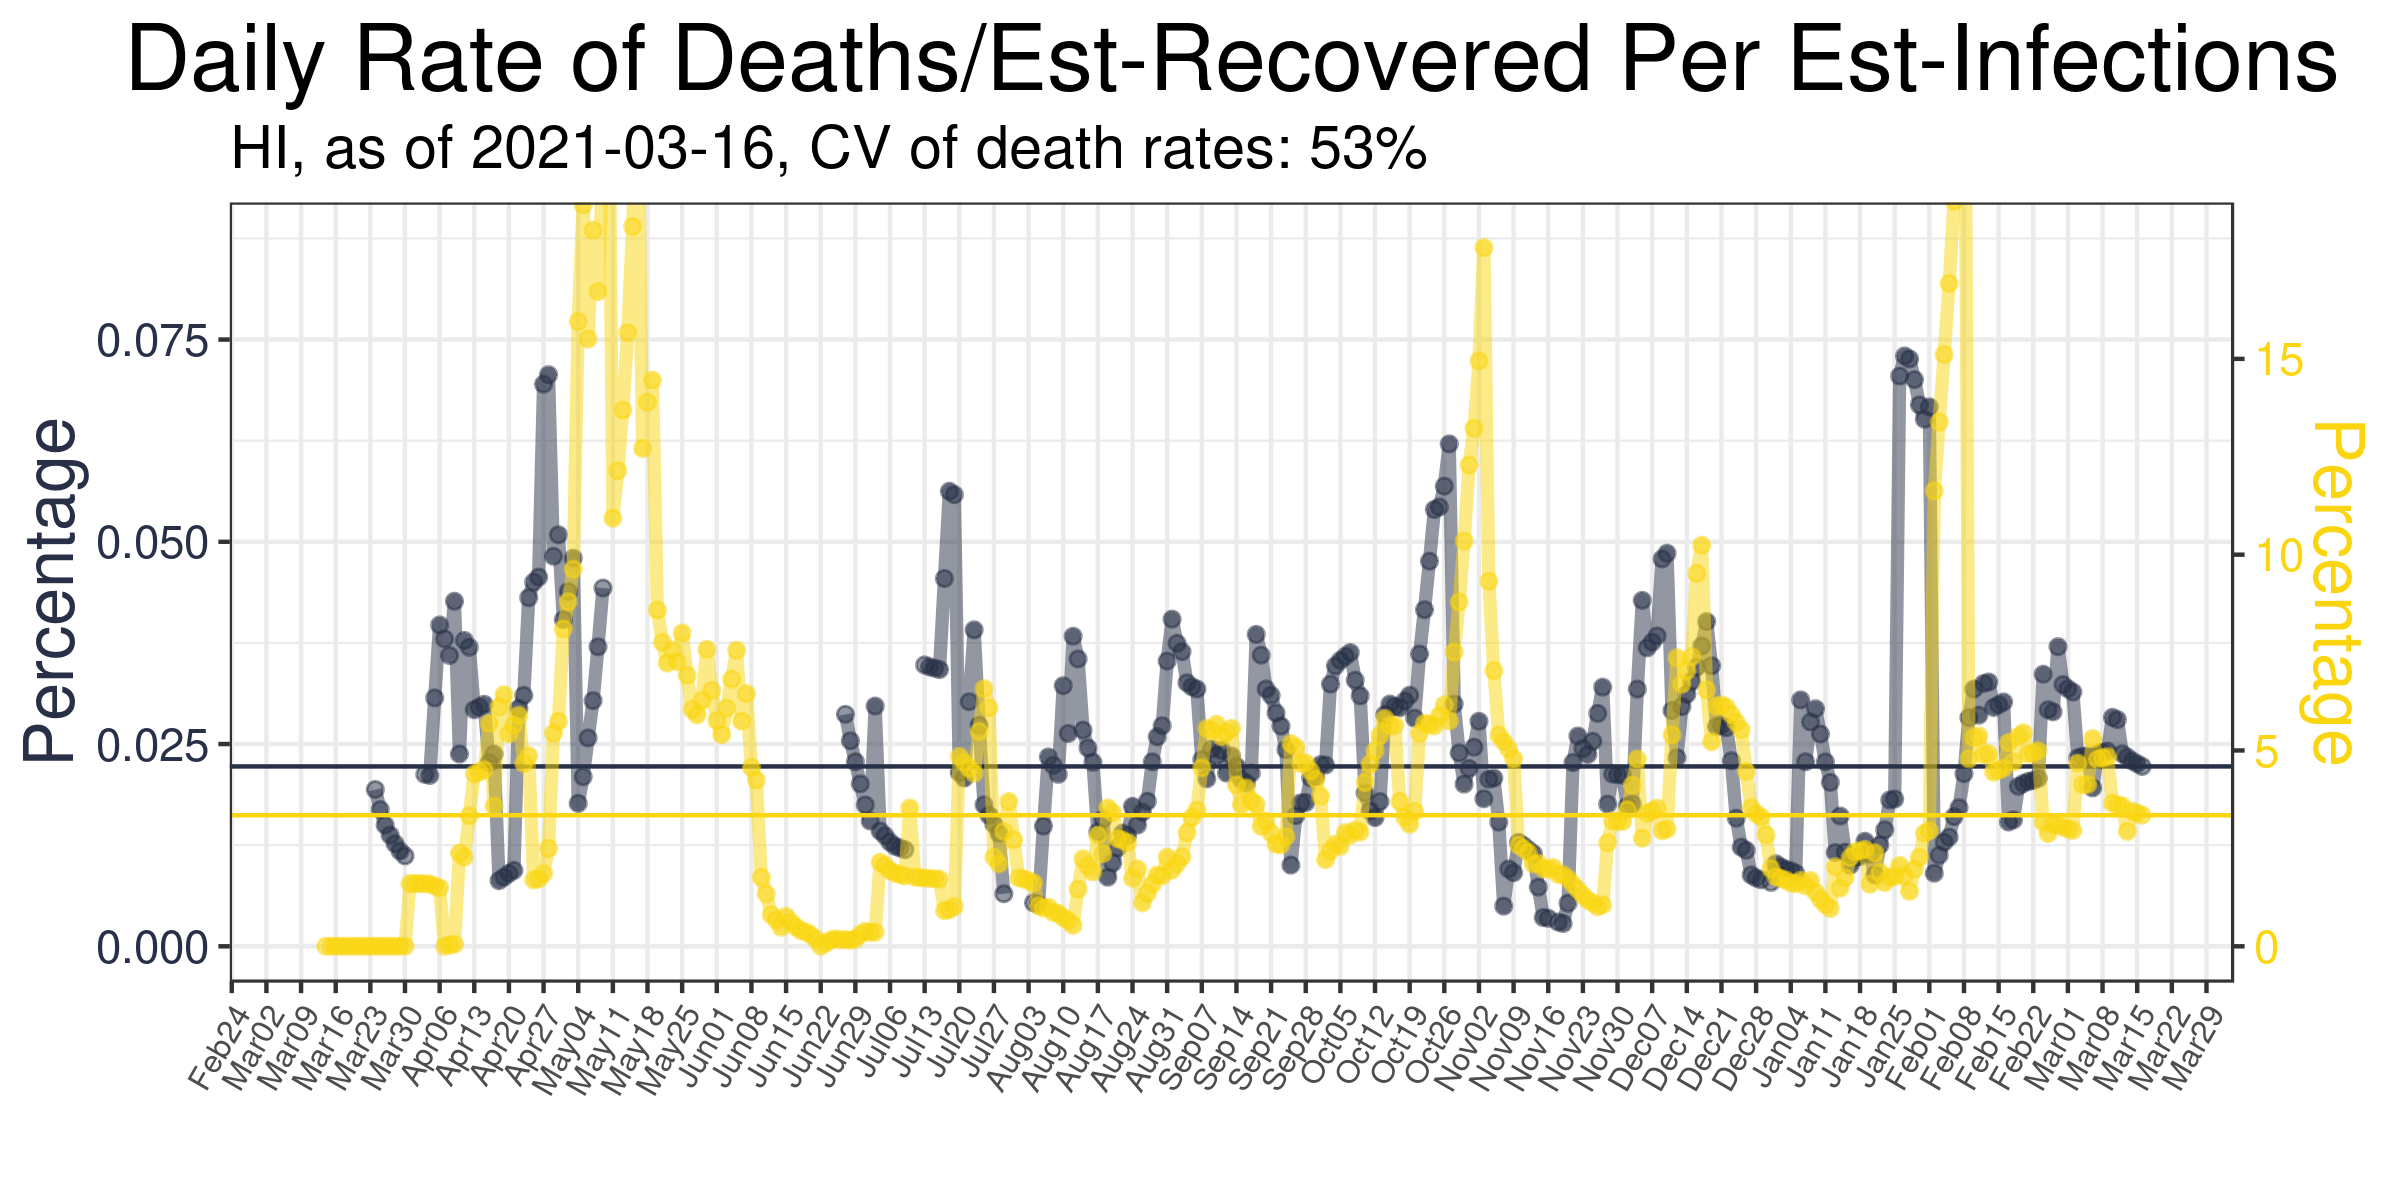 Daily Rate of Deaths/Est-Recovered Per Est-Infections
HI, as of 2021-03-16, CV of death rates: 53%
Percentage
0.075
0.050
0.025
0.000
15
10
5
0
Percentage
Feb24
Mar02
Mar09
Mar16
Mar23
Mar30
Apr06
Apr13
Apr20
Apr27
May04
May11
May18
May25
Jun01
Jun08
Jun15
Jun22
Jun29
Jul06
Jul13
Jul20
Jul27
Aug03
Aug10
Aug17
Aug24
Aug31
Sep07
Sep14
Sep21
Sep28
Oct05
Oct12
Oct19
Oct26
Nov02
Nov09
Nov16
Nov23
Nov30
Dec07
Dec14
Dec21
Dec28
Jan04
Jan11
Jan18
Jan25
Feb01
Feb08
Feb15
Feb22
Mar01
Mar08
Mar15
Mar22
Mar29